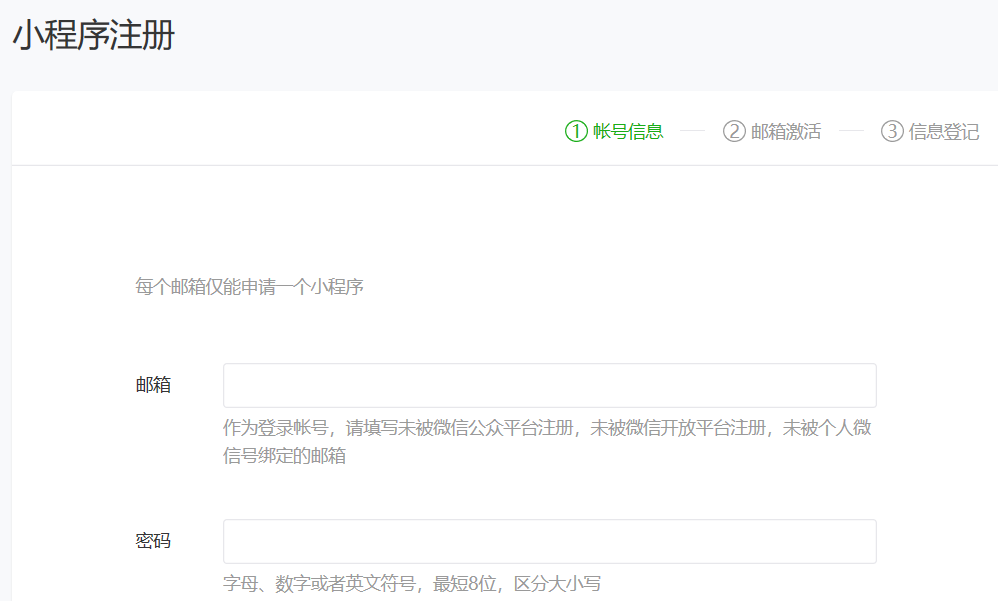 小程序注册
① 帐号信息 ② 邮箱激活 ③ 信息登记
每个邮箱仅能申请一个小程序
邮箱
作为登录帐号，请填写未被微信公众平台注册，未被微信开放平台注册，未被个人微
信号绑定的邮箱
密码
字母、数字或者英文符号，最短8位，区分大小写